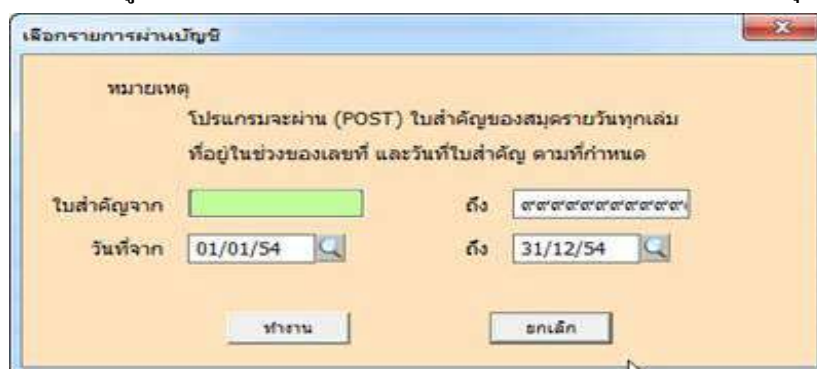 เลือกรายการผ่านบัญชี
หมายเหตุ
โปรแกรมจะผ่าน (POST) ใบสำคัญของสมุดรายวันทุกเล่ม
ที่อยู่ในช่วงของเลขที่ และวันที่ใบสำคัญ ตามที่กำหนด
ใบสำคัญจาก ถึง
วันที่จาก 01/01/54 ถึง 31/12/54
ทำงาน ยกเลิก